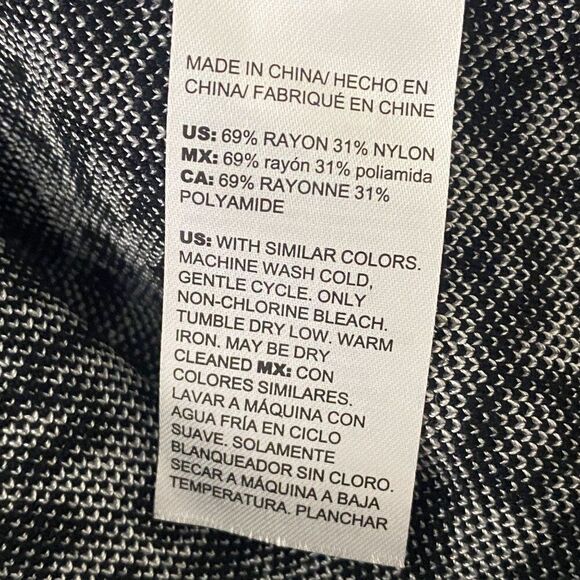 MADE IN CHINA/ HECHO EN
CHINA/ FABRIQUÉ EN CHINE
US: 69% RAYON 31% NYLON
MX: 69% rayón 31% poliamida
CA: 69% RAYONNE 31%
POLYAMIDE
US: WITH SIMILAR COLORS.
MACHINE WASH COLD,
GENTLE CYCLE. ONLY
NON-CHLORINE BLEACH.
TUMBLE DRY LOW. WARM
IRON. MAY BE DRY
CLEANED MX: CON
COLORES SIMILARES.
LAVAR A MÁQUINA CON
AGUA FRÍA EN CICLO
SUAVE. SOLAMENTE
BLANQUEADOR SIN CLORO.
SECAR A MÁQUINA A BAJA
TEMPERATURA. PLANCHAR